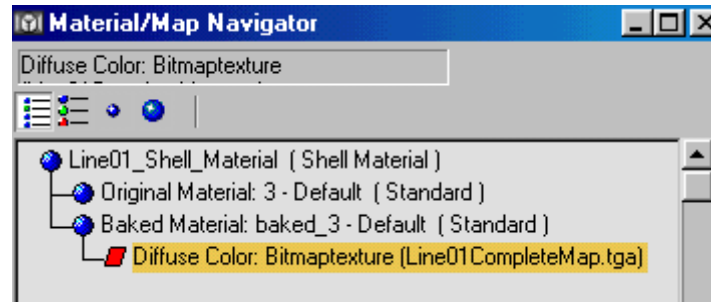 Material/Map Navigator
Diffuse Color: Bitmaptexture
Line01_Shell_Material ( Shell Material )
Original Material: 3 - Default ( Standard )
Baked Material: baked_3 - Default ( Standard )
Diffuse Color: Bitmaptexture (Line01CompleteMap.tga)